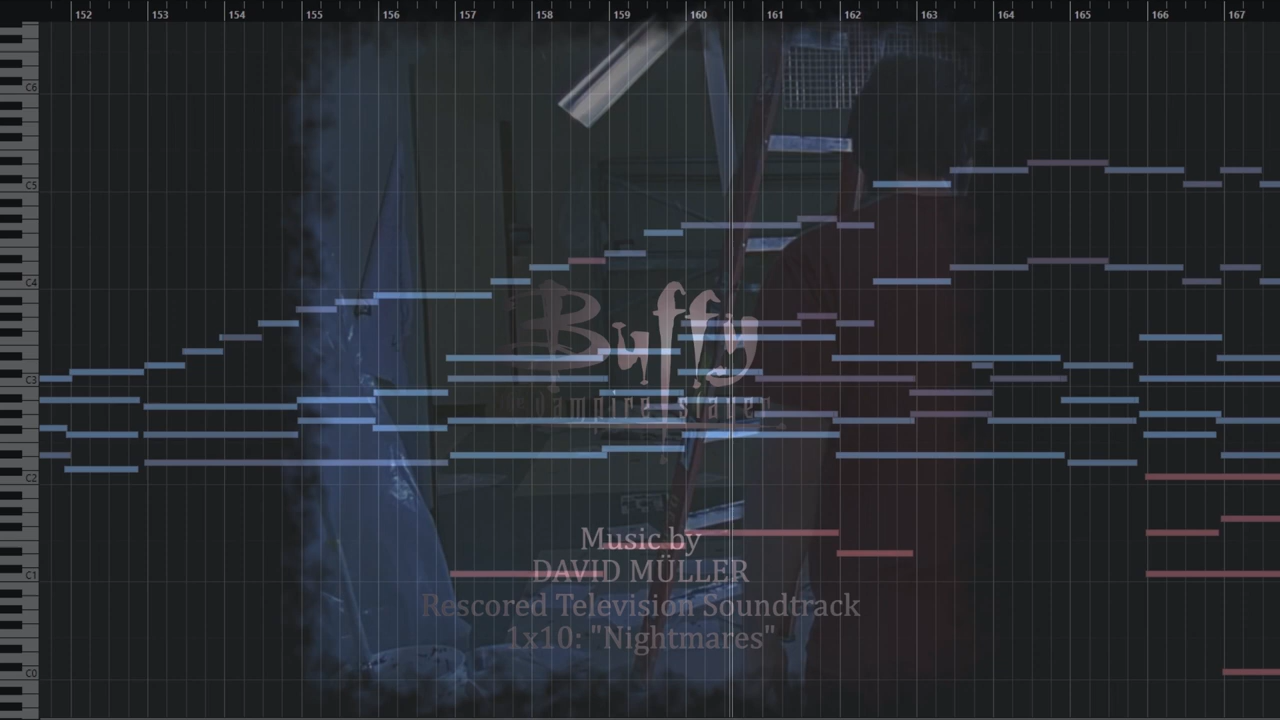 152 153 154 155 156 157 158 159 160 161 162 163 164 165 166 167
C6
C5
C4
C3
C2
C1
C0
Buffy
the vampire slayer
Music by
DAVID MÜLLER
Rescored Television Soundtrack
1x10: "Nightmares"